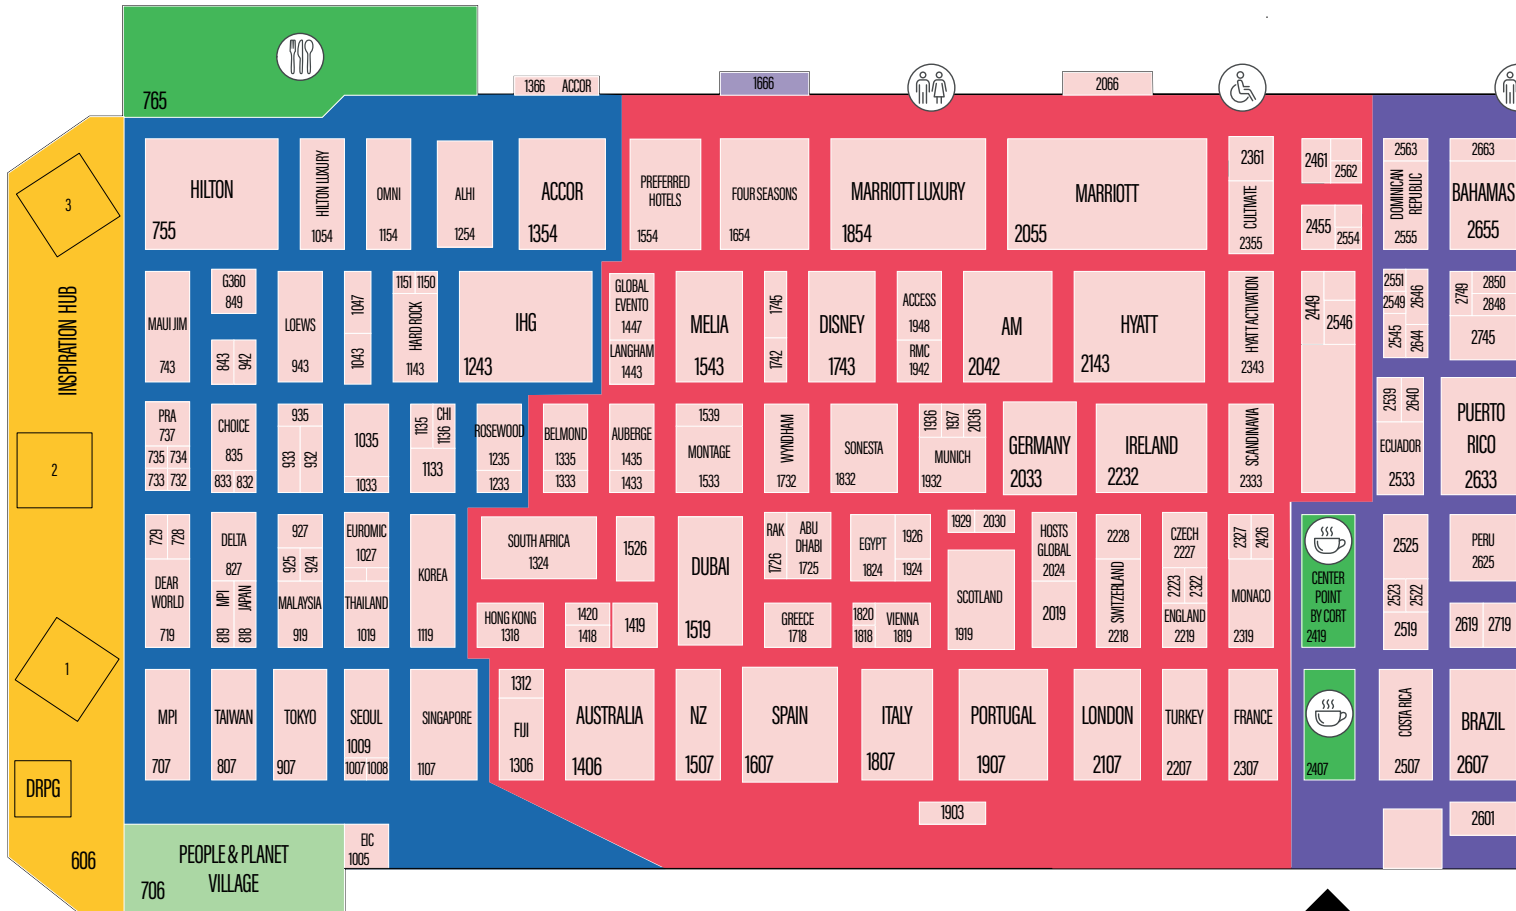 765
1366 ACCOR
1666
2066
3
HILTON
755
HILTON LUXURY
1054
OMNI
1154
ALHI
1254
ACCOR
1354
PREFERRED
HOTELS
1554
FOUR SEASONS
1654
MARRIOTT LUXURY
1854
MARRIOTT
2055
2361
CULTIVATE
2355
2461
2562
2455
2554
2563
DOMINICAN
REPUBLIC
2555
2663
BAHAMAS
2655
INSPIRATION HUB
MAUI JIM
743
G360
849
843
942
LOEWS
943
1047
1043
1151
1150
HARD ROCK
1143
IHG
1243
GLOBAL
EVENTO
1447
LANGHAM
1443
MELIA
1543
1745
1742
DISNEY
1743
ACCESS
1948
RMC
1942
AM
2042
HYATT
2143
HYATT ACTIVATION
2343
2449
2546
2551
2549
2646
2545
2644
2749
2850
2848
2745
2
PRA
737
735
734
733
732
CHOICE
835
833
832
935
933
932
1035
1033
1135
CHI
1136
1133
ROSEWOOD
1235
1233
BELMOND
1335
1333
AUBERGE
1435
1433
1539
MONTAGE
1533
WYNDHAM
1732
SONESTA
1832
1936
1937
2036
MUNICH
1932
GERMANY
2033
IRELAND
2232
SCANDINAVIA
2333
2539
2640
ECUADOR
2533
PUERTO
RICO
2633
729
728
DEAR
WORLD
719
DELTA
827
MPI
819
JAPAN
818
927
925
924
MALAYSIA
919
EUROMIC
1027
THAILAND
1019
KOREA
1119
SOUTH AFRICA
1324
1526
HONG KONG
1318
1420
1418
1419
DUBAI
1519
RAK
1726
ABU
DHABI
1725
GREECE
1718
EGYPT
1824
1926
1924
1820
1818
VIENNA
1819
1929
2030
SCOTLAND
1919
HOSTS
GLOBAL
2024
2019
2228
SWITZERLAND
2218
CZECH
2227
2223
2322
ENGLAND
2219
2327
2426
MONACO
2319
CENTER
POINT
BY CORT
2419
2525
2523
2522
2519
PERU
2625
2619
2719
1
MPI
707
TAIWAN
807
TOKYO
907
SEOUL
1009
1007
1008
SINGAPORE
1107
1312
FIJI
1306
AUSTRALIA
1406
NZ
1507
SPAIN
1607
ITALY
1807
PORTUGAL
1907
LONDON
2107
TURKEY
2207
FRANCE
2307
2407
COSTA RICA
2507
BRAZIL
2607
DRPG
606
1903
2601
PEOPLE & PLANET
VILLAGE
706
EIC
1005